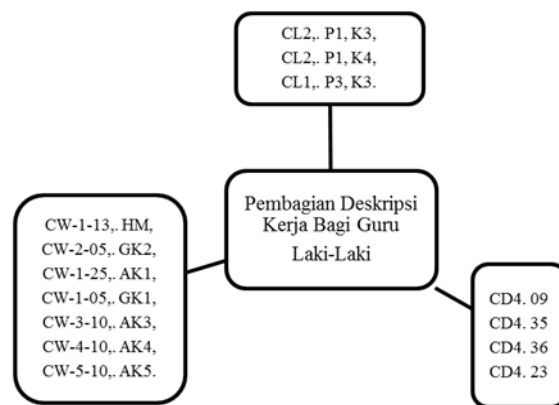 CL2,. P1, K3,
CL2,. P1, K4,
CL1,. P3, K3.
Pembagian Deskripsi
Kerja Bagi Guru
Laki-Laki
CW-1-13,. HM,
CW-2-05,. GK2,
CW-1-25,. AK1,
CW-1-05,. GK1,
CW-3-10,. AK3,
CW-4-10,. AK4,
CW-5-10,. AK5.
CD4. 09
CD4. 35
CD4. 36
CD4. 23